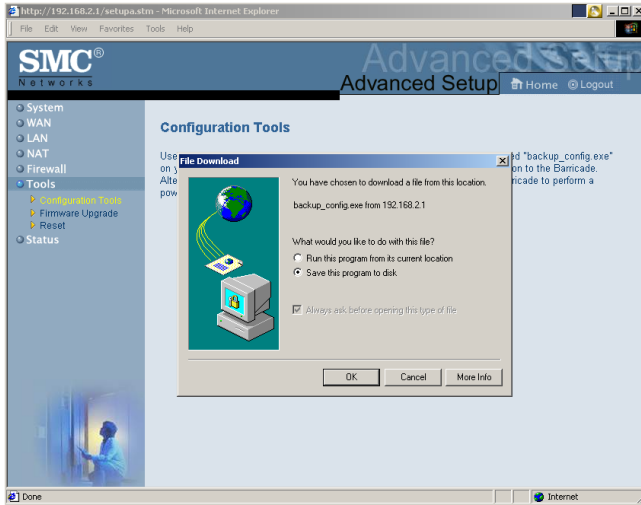 http://192.168.2.1/setupa.stm - Microsoft Internet Explorer
File Edit View Favorites Tools Help
SMC®
Networks
Advanced Setup
Advanced Setup
Home Logout
System
WAN
LAN
NAT
Firewall
Tools
Configuration Tools
Firmware Upgrade
Reset
Status
Configuration Tools
Use
ed "backup_config.exe"
on y
on to the Barricade.
Alte
ricade to perform a
pow
File Download
You have chosen to download a file from this location.
backup_config.exe from 192.168.2.1
What would you like to do with this file?
Run this program from its current location
Save this program to disk
Always ask before opening this type of file
OK Cancel More Info
Done
Internet